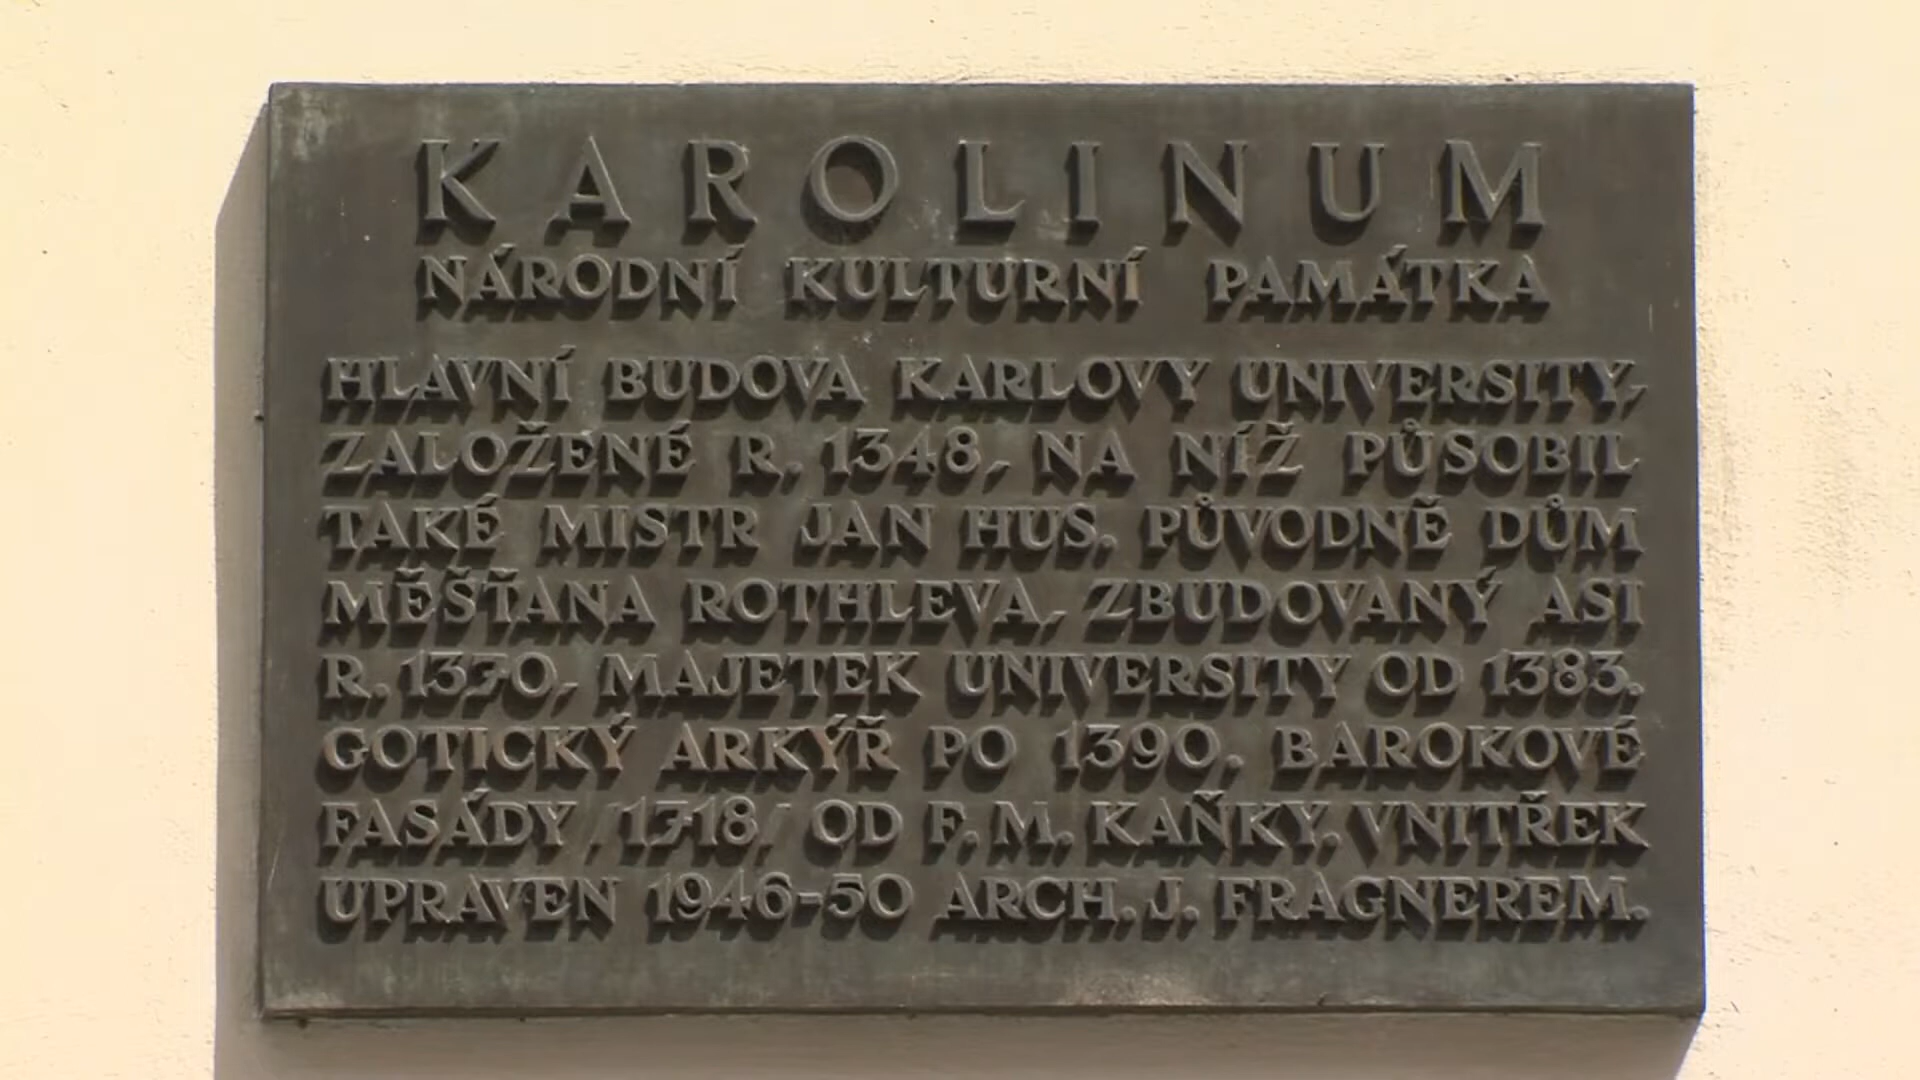 KAROLINUM
NÁRODNÍ KULTURNÍ PAMÁTKA
HLAVNÍ BUDOVA KARLOVY UNIVERSITY,
ZALOŽENÉ R. 1348, NA NÍŽ PŮSOBIL
TAKÉ MISTR JAN HUS. PŮVODNĚ DŮM
MĚŠŤANA ROTHLEVA, ZBUDOVANÝ ASI
R. 1370, MAJETEK UNIVERSITY OD 1383.
GOTICKÝ ARKÝŘ PO 1390. BAROKOVÉ
FASÁDY /1718/ OD F. M. KAŇKY. VNITŘEK
UPRAVEN 1946-50 ARCH. J. FRAGNEREM.